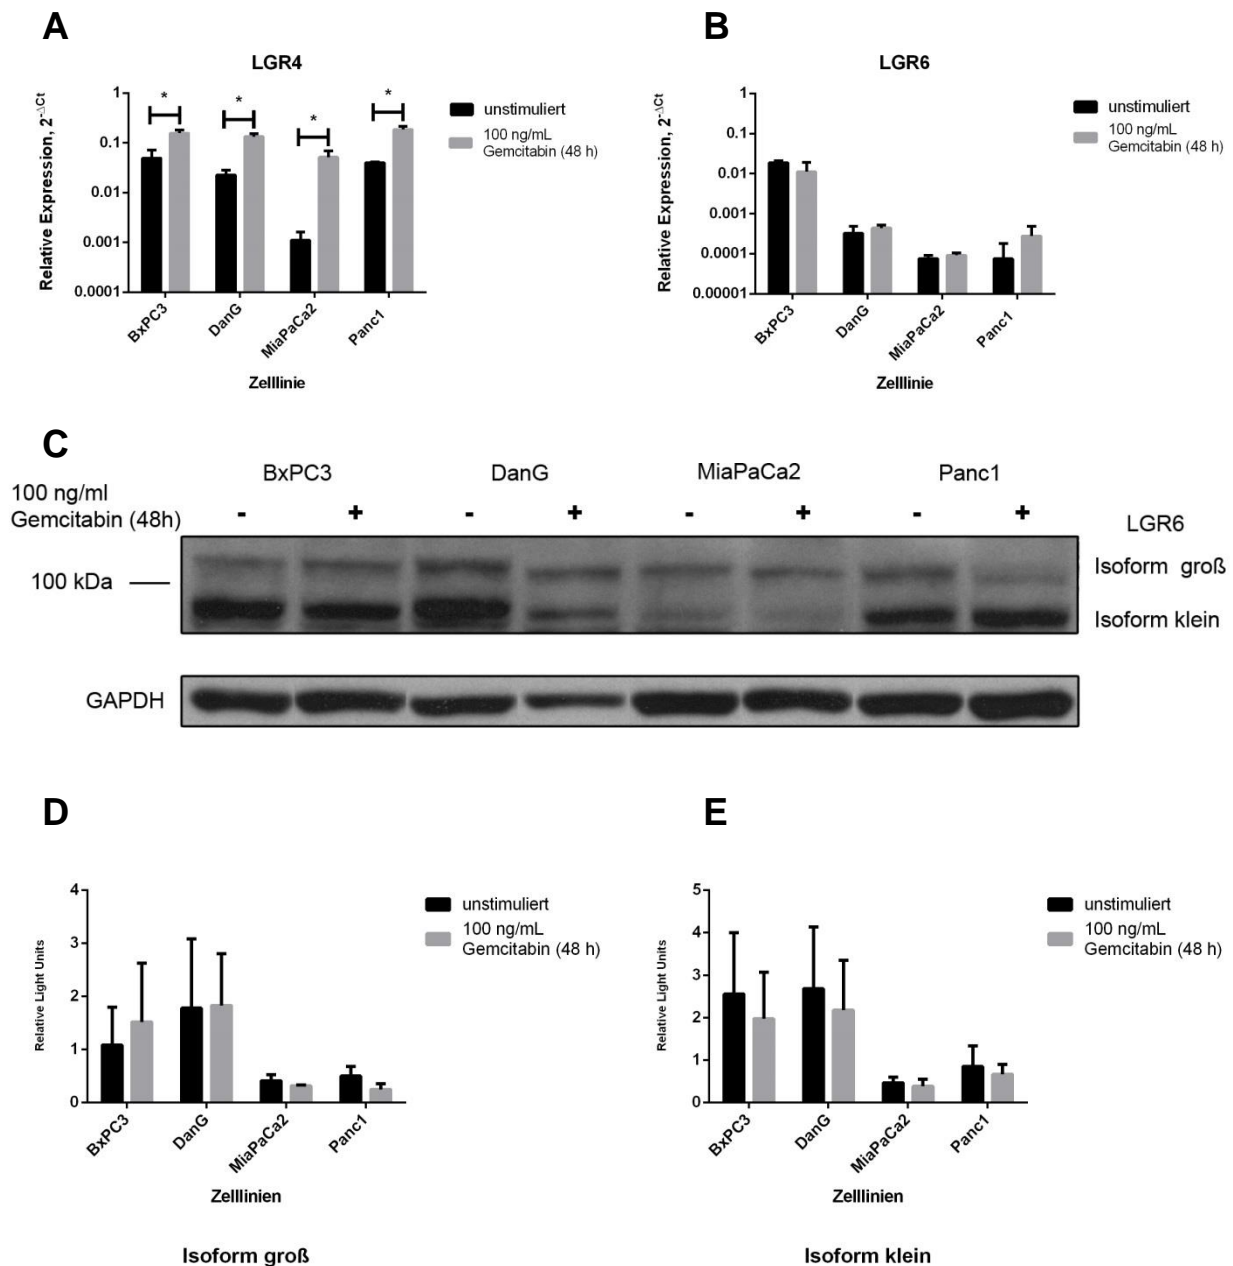 A
LGR4
Relative Expression, 2^-ΔCt
1
0.1
0.01
0.001
0.0001
*
*
*
*
BxPC3
DanG
MiaPaCa2
Panc1
Zelllinie
unstimuliert
100 ng/mL
Gemcitabin (48 h)
B
LGR6
Relative Expression, 2^-ΔCt
1
0.1
0.01
0.001
0.0001
0.00001
BxPC3
DanG
MiaPaCa2
Panc1
Zelllinie
unstimuliert
100 ng/mL
Gemcitabin (48 h)
C
BxPC3 DanG MiaPaCa2 Panc1
100 ng/ml
Gemcitabin (48h) - + - + - + - +
LGR6
100 kDa
Isoform groß
Isoform klein
GAPDH
D
Relative Light Units
4
3
2
1
0
BxPC3
DanG
MiaPaCa2
Panc1
Zelllinien
unstimuliert
100 ng/mL
Gemcitabin (48 h)
Isoform groß
E
Relative Light Units
5
4
3
2
1
0
BxPC3
DanG
MiaPaCa2
Panc1
Zelllinien
unstimuliert
100 ng/mL
Gemcitabin (48 h)
Isoform klein